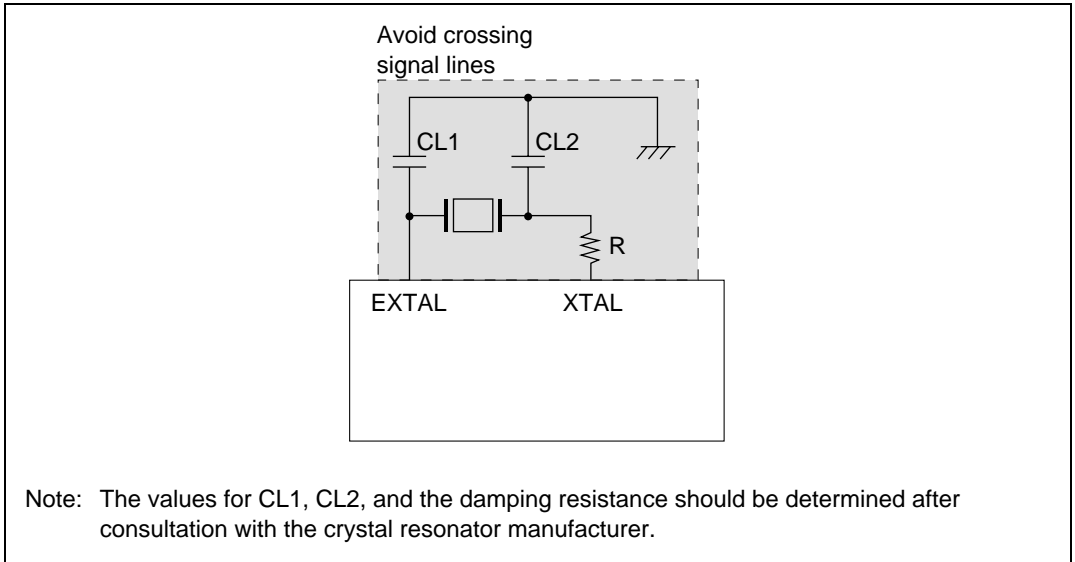 Avoid crossing
signal lines
CL1
CL2
R
EXTAL
XTAL
Note: The values for CL1, CL2, and the damping resistance should be determined after
consultation with the crystal resonator manufacturer.